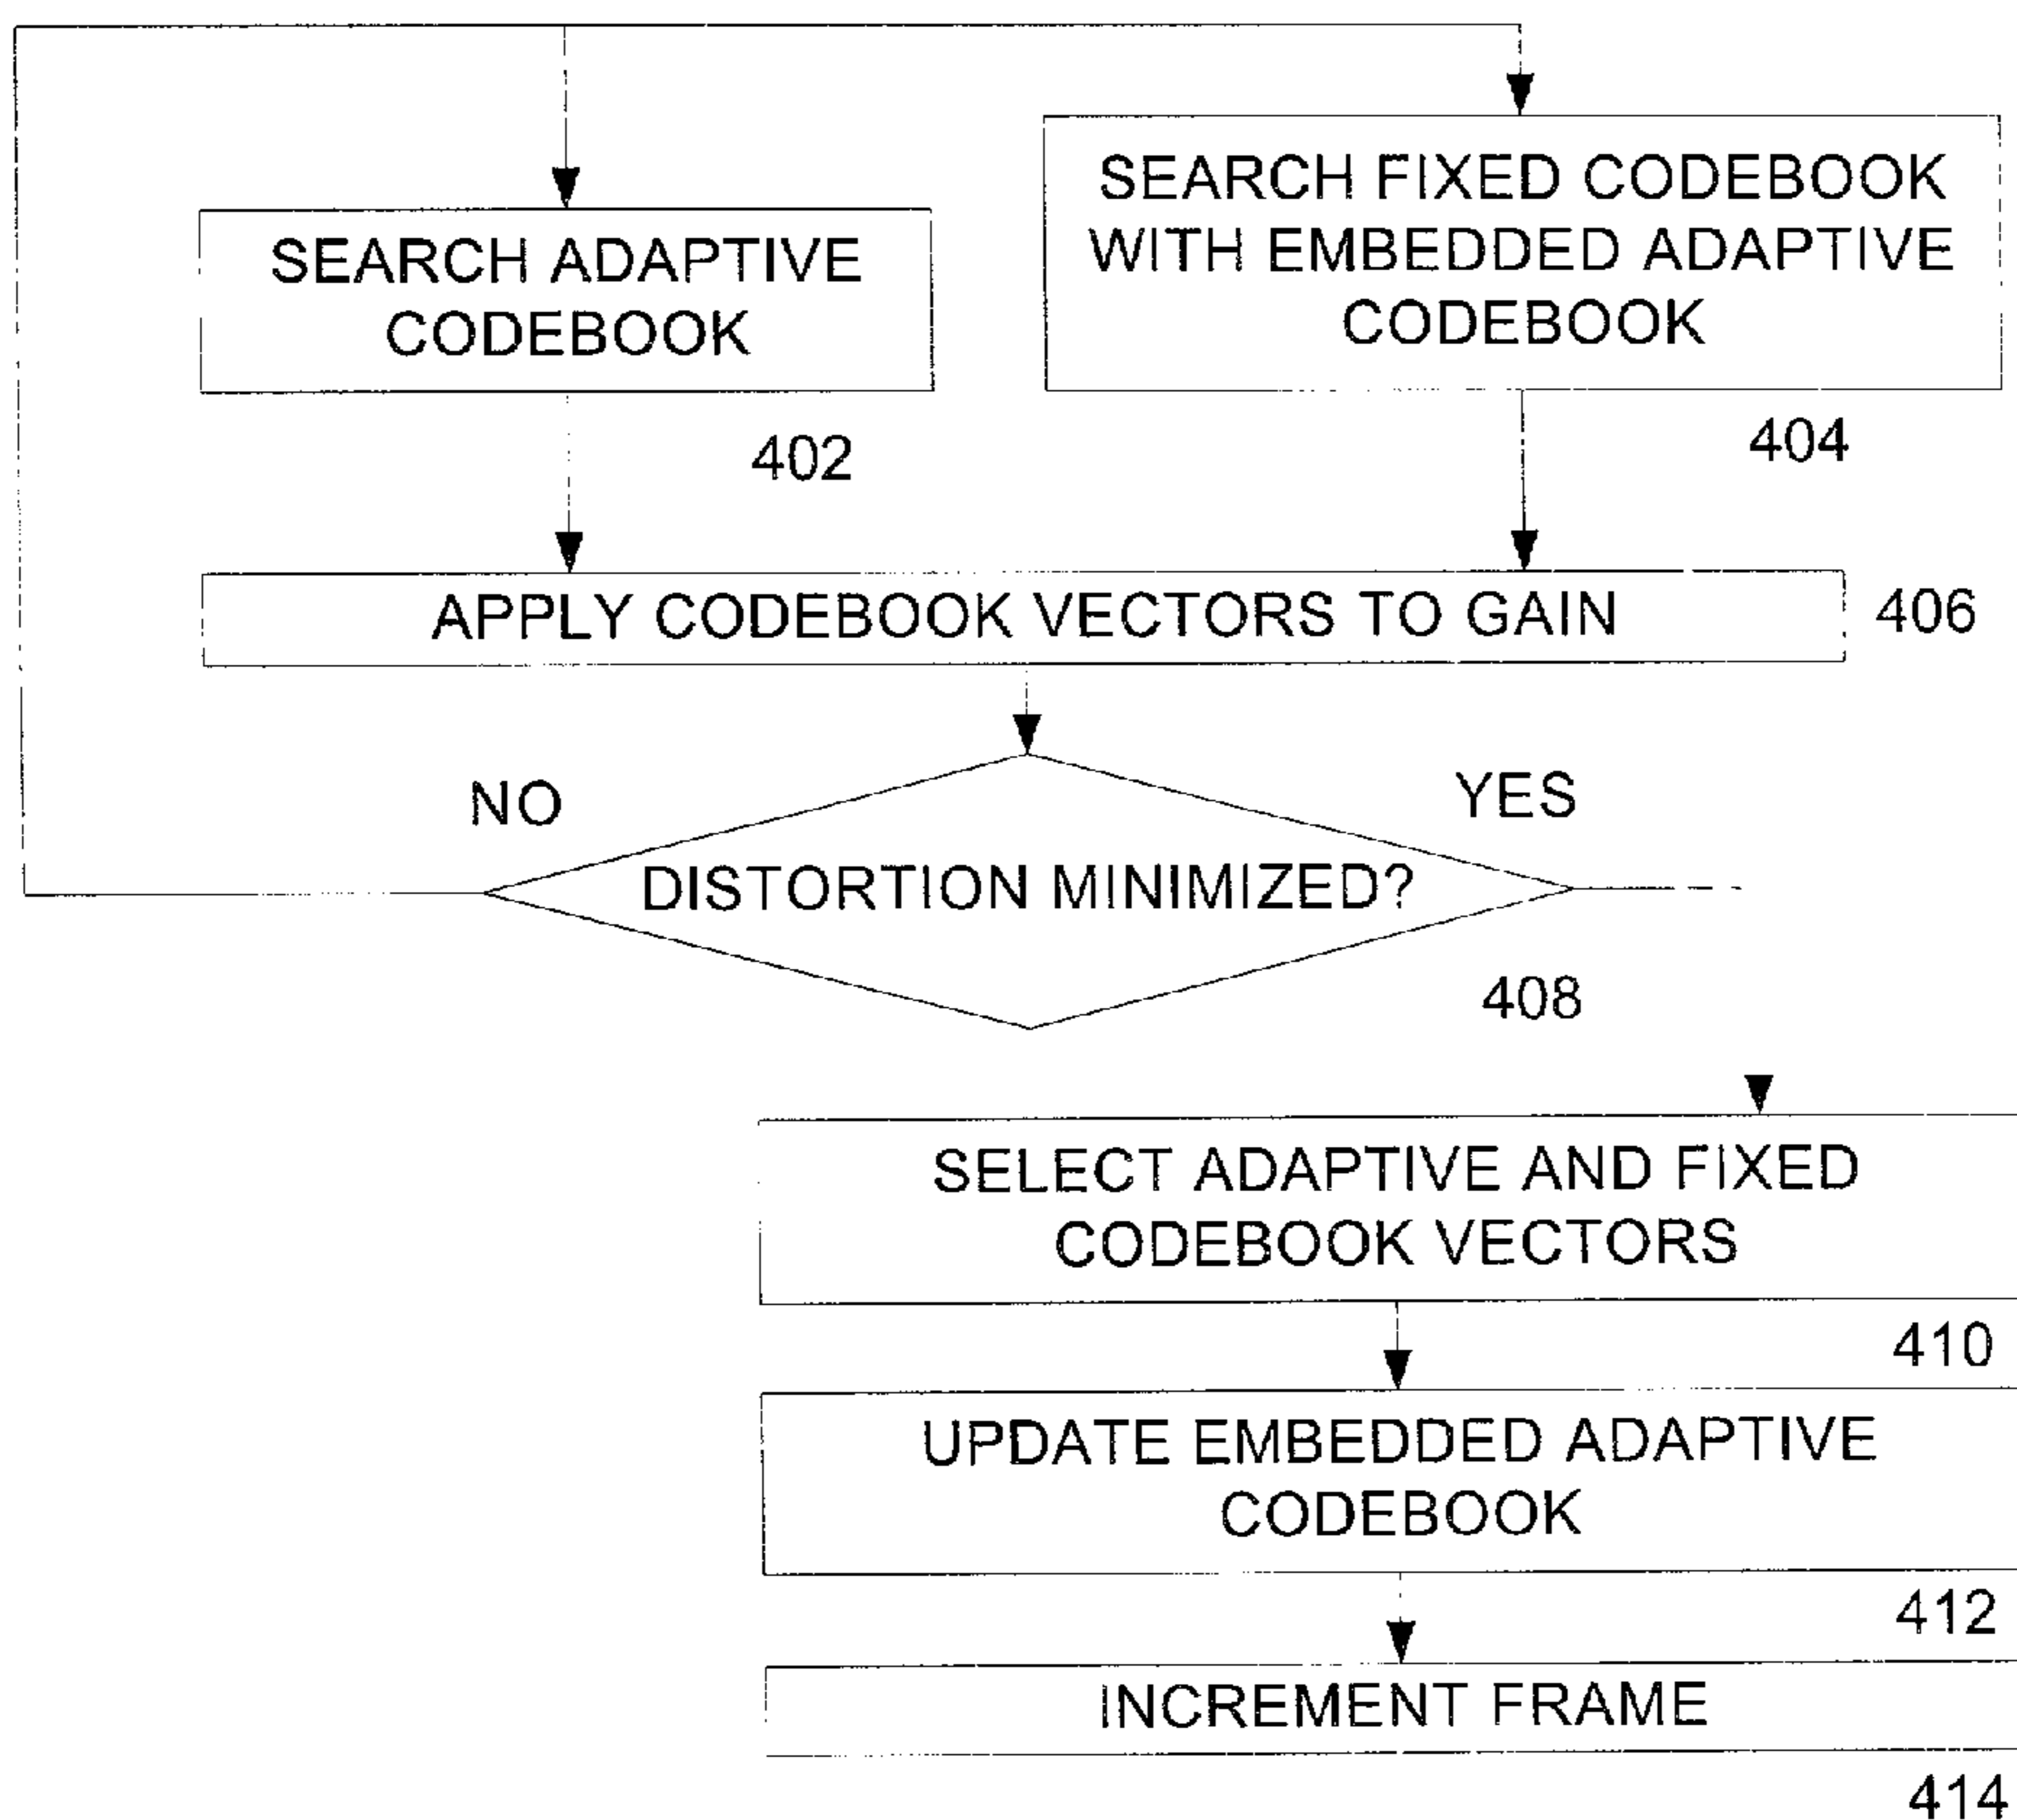 SEARCH ADAPTIVE
CODEBOOK
402
SEARCH FIXED CODEBOOK
WITH EMBEDDED ADAPTIVE
CODEBOOK
404
APPLY CODEBOOK VECTORS TO GAIN
406
NO
YES
DISTORTION MINIMIZED?
408
SELECT ADAPTIVE AND FIXED
CODEBOOK VECTORS
410
UPDATE EMBEDDED ADAPTIVE
CODEBOOK
412
INCREMENT FRAME
414